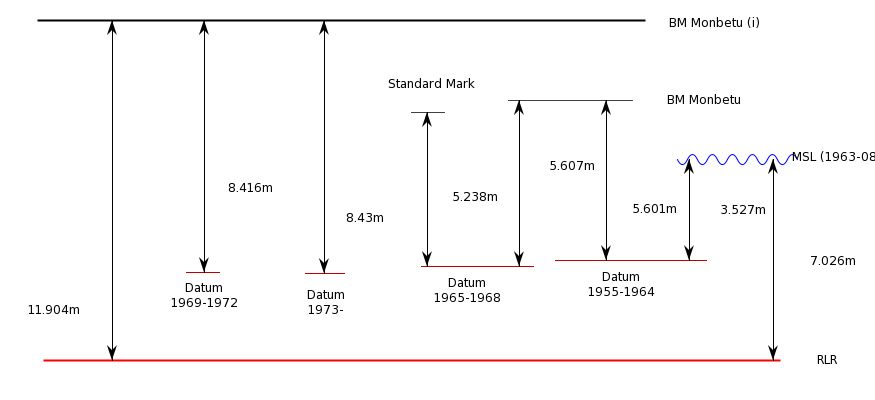 BM Monbetu (i)
Standard Mark
BM Monbetu
MSL (1963-08
5.607m
8.416m
5.238m
5.601m
3.527m
8.43m
7.026m
Datum
1969-1972
Datum
1973-
Datum
1965-1968
Datum
1955-1964
11.904m
RLR